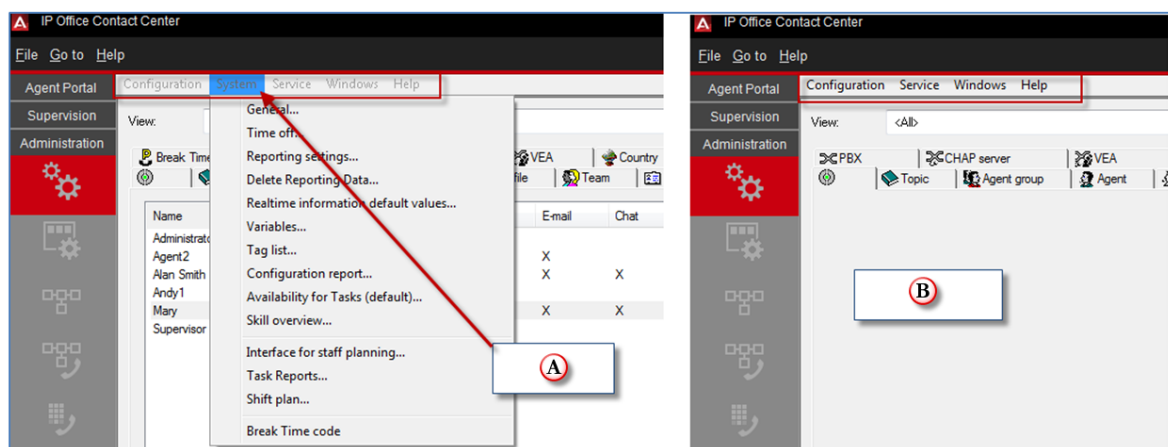 IP Office Contact Center
File Go to Help
Agent Portal
Supervision
Administration
Configuration System Service Windows Help
View:
General...
Time off...
Reporting settings...
Delete Reporting Data...
Realtime information default values...
Variables...
Tag list...
Configuration report...
Availability for Tasks (default)...
Skill overview...
Interface for staff planning...
Task Reports...
Shift plan...
Break Time code
Break Time
VEA
Country
Team
Name
E-mail
Chat
Administrator
Agent2
X
Alan Smith
X
X
Andy1
Mary
X
X
Supervisor
A
IP Office Contact Center
File Go to Help
Agent Portal
Supervision
Administration
Configuration Service Windows Help
View:
<All>
PBX
CHAP server
VEA
Topic
Agent group
Agent
B